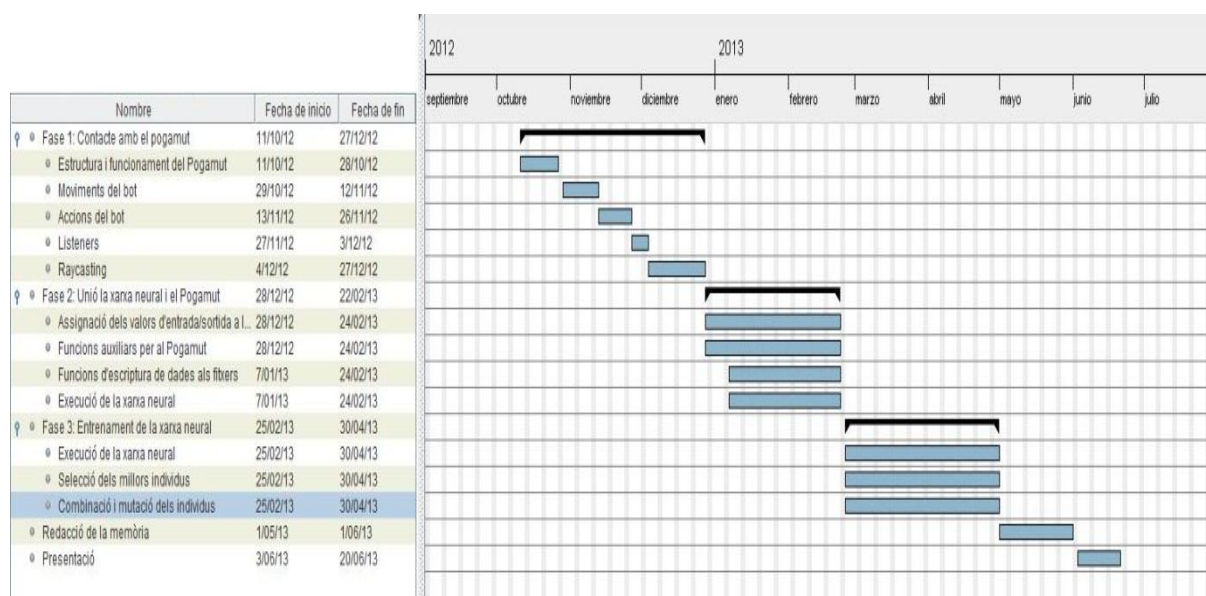 2012 2013
septiembre octubre noviembre diciembre enero febrero marzo abril mayo junio julio
Nombre Fecha de inicio Fecha de fin
Fase 1: Contacte amb el pogamut 11/10/12 27/12/12
Estructura i funcionament del Pogamut 11/10/12 28/10/12
Moviments del bot 29/10/12 12/11/12
Accions del bot 13/11/12 26/11/12
Listeners 27/11/12 3/12/12
Raycasting 4/12/12 27/12/12
Fase 2: Unió la xarxa neural i el Pogamut 28/12/12 22/02/13
Assignació dels valors d'entrada/sortida a l... 28/12/12 24/02/13
Funcions auxiliars per al Pogamut 28/12/12 24/02/13
Funcions d'escriptura de dades als fitxers 7/01/13 24/02/13
Execució de la xarxa neural 7/01/13 24/02/13
Fase 3: Entrenament de la xarxa neural 25/02/13 30/04/13
Execució de la xarxa neural 25/02/13 30/04/13
Selecció dels millors individus 25/02/13 30/04/13
Combinació i mutació dels individus 25/02/13 30/04/13
Redacció de la memòria 1/05/13 1/06/13
Presentació 3/06/13 20/06/13